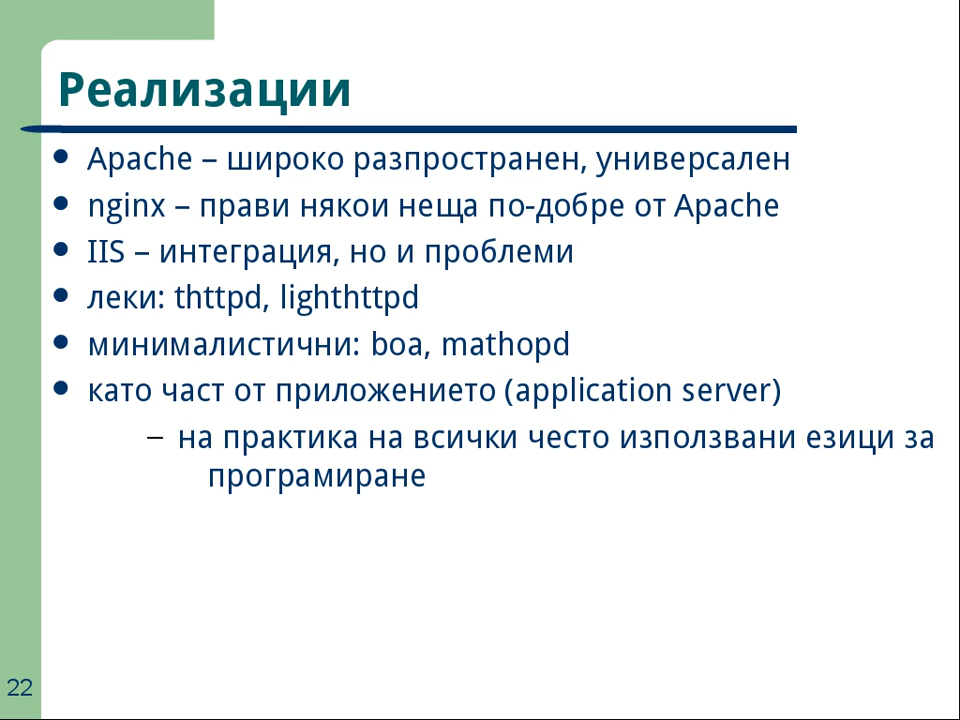 Реализации
● Apache – широко разпространен, универсален
● nginx – прави някои неща по-добре от Apache
● IIS – интеграция, но и проблеми
● леки: thttpd, lighthttpd
● минималистични: boa, mathopd
● като част от приложението (application server)
– на практика на всички често използвани езици за
програмиране
22